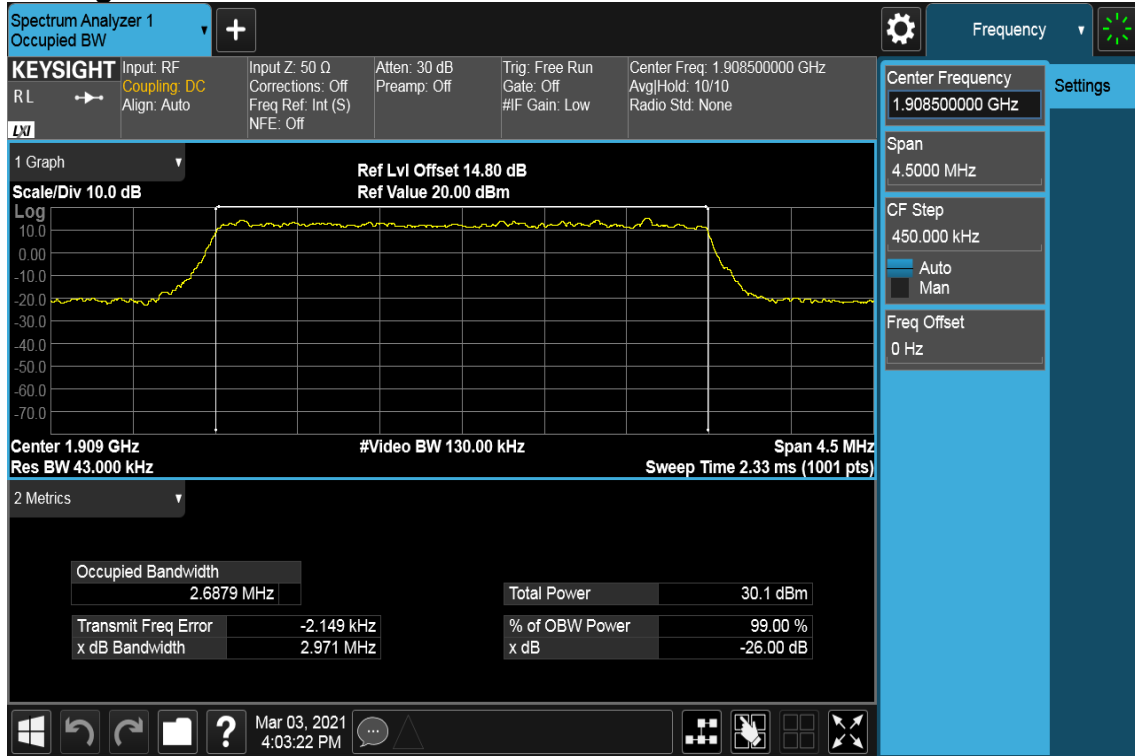 Spectrum Analyzer 1
Occupied BW
+
Frequency
KEYSIGHT
RL
LXI
Input: RF
Coupling: DC
Align: Auto
Input Z: 50 Ω
Corrections: Off
Freq Ref: Int (S)
NFE: Off
Atten: 30 dB
Preamp: Off
Trig: Free Run
Gate: Off
#IF Gain: Low
Center Freq: 1.908500000 GHz
Avg|Hold: 10/10
Radio Std: None
Center Frequency
1.908500000 GHz
Settings
Span
4.5000 MHz
CF Step
450.000 kHz
Auto
Man
Freq Offset
0 Hz
1 Graph
Ref Lvl Offset 14.80 dB
Scale/Div 10.0 dB
Ref Value 20.00 dBm
Log
10.0
0.00
-10.0
-20.0
-30.0
-40.0
-50.0
-60.0
-70.0
Center 1.909 GHz
#Video BW 130.00 kHz
Span 4.5 MHz
Res BW 43.000 kHz
Sweep Time 2.33 ms (1001 pts)
2 Metrics
Occupied Bandwidth
2.6879 MHz
Total Power 30.1 dBm
Transmit Freq Error -2.149 kHz
% of OBW Power 99.00 %
x dB Bandwidth 2.971 MHz
x dB -26.00 dB
?
Mar 03, 2021
4:03:22 PM